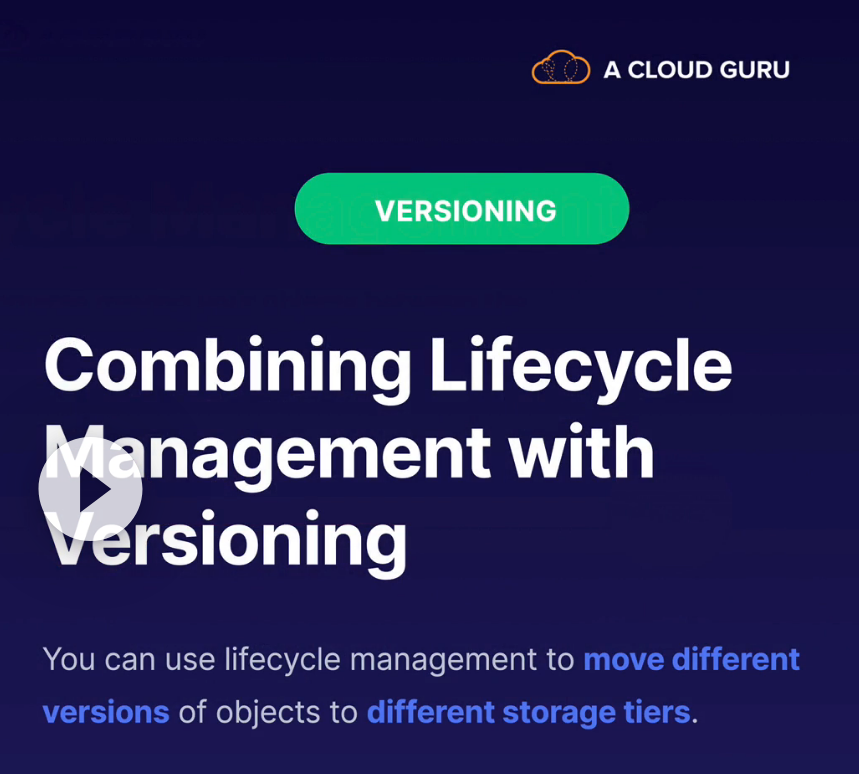 A CLOUD GURU
VERSIONING
Combining Lifecycle
Management with
Versioning
You can use lifecycle management to move different
versions of objects to different storage tiers.